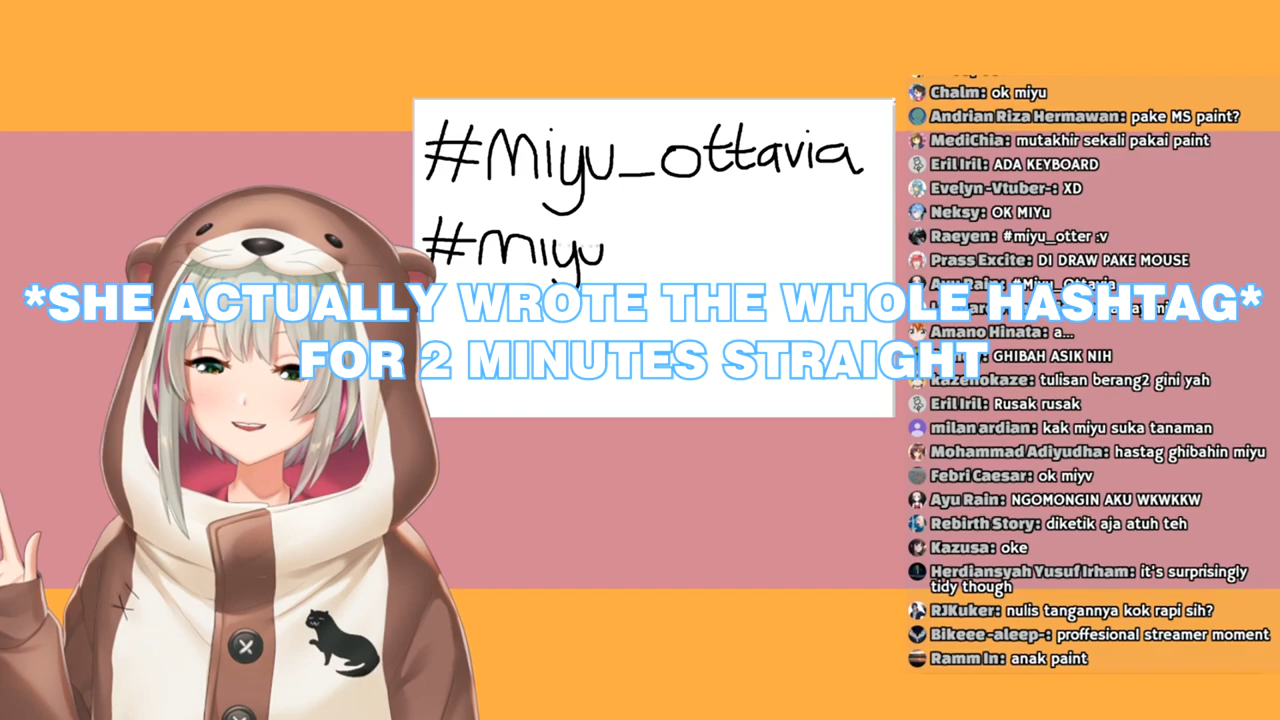 #Miyu_ottavia
#Miyu
*SHE ACTUALLY WROTE THE WHOLE HASHTAG*
FOR 2 MINUTES STRAIGHT
Chalm: ok miyu
Andrian Riza Hermawan: pake MS paint?
MediChia: mutakhir sekali pakai paint
Eril Iril: ADA KEYBOARD
Evelyn -Vtuber-: XD
Neksy: OK MIYu
Raeyen: #miyu_otter :v
Prass Excite: DI DRAW PAKE MOUSE
Ayu Rain: #Miyu_Ottavia
Amano Hinata: a...
GHIBAH ASIK NIH
kazenokaze: tulisan berang2 gini yah
Eril Iril: Rusak rusak
milan ardian: kak miyu suka tanaman
Mohammad Adiyudha: hastag ghibahin miyu
Febri Caesar: ok miyv
Ayu Rain: NGOMONGIN AKU WKWKKW
Rebirth Story: diketik aja atuh teh
Kazusa: oke
Herdiansyah Yusuf Irham: it's surprisingly
tidy though
RJKuker: nulis tangannya kok rapi sih?
Bikeee-aleep-: proffesional streamer moment
Ramm In: anak paint